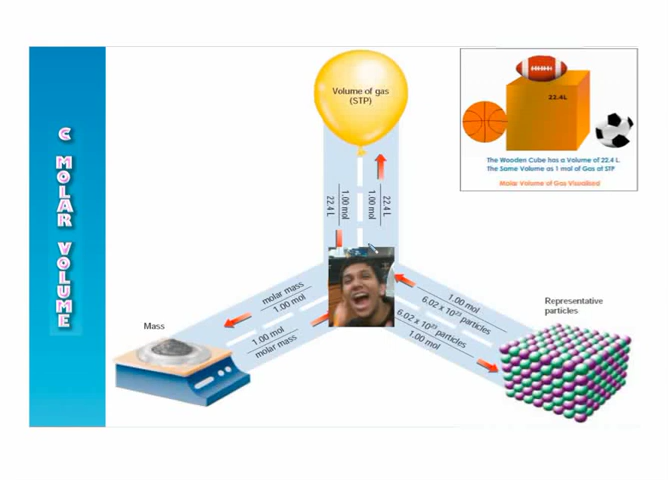 C MOLAR VOLUME
Volume of gas
(STP)
22.4L
The Wooden Cube has a Volume of 22.4 L
The Same Volume as 1 mol of Gas at STP
Molar Volume of Gas Visualised
1.00 mol
22.4 L
22.4 L
1.00 mol
molar mass
1.00 mol
1.00 mol
molar mass
1.00 mol
6.02 x 10²³ particles
6.02 x 10²³ particles
1.00 mol
Mass
Representative
particles